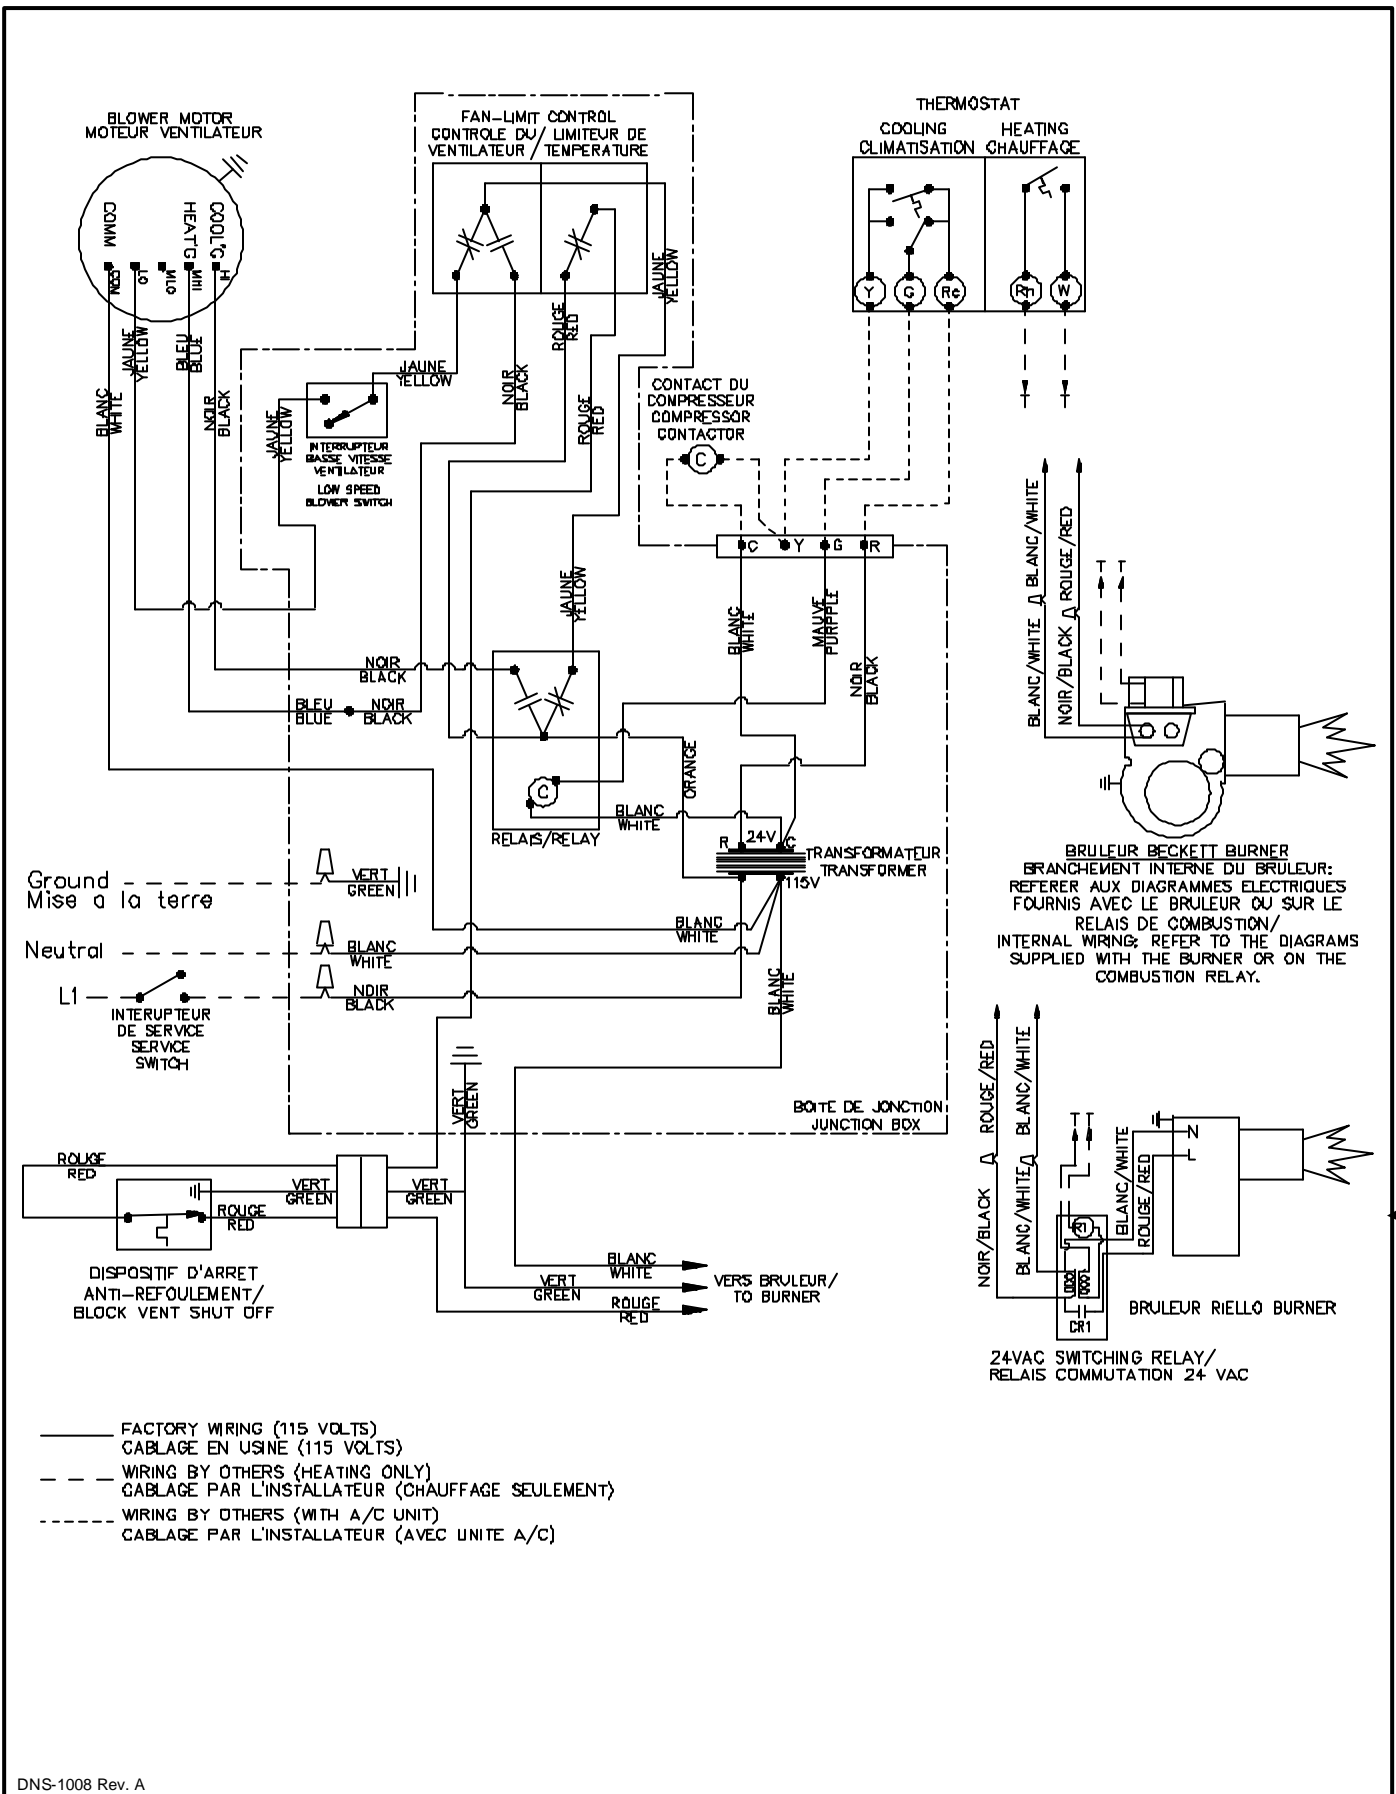 BLOWER MOTOR
MOTEUR VENTILATEUR
COMM
HEAT'G
COOL'G
CON
LO
MLO
MHI
HI
FAN-LIMIT CONTROL
CONTROLE DU/ LIMITEUR DE
VENTILATEUR / TEMPERATURE
THERMOSTAT
COOLING HEATING
CLIMATISATION CHAUFFAGE
Y G Rc Rh W
JAUNE
YELLOW
ROUGE
RED
JAUNE
YELLOW
BLEU
BLUE
BLANC
WHITE
NOIR
BLACK
JAUNE
YELLOW
JAUNE
YELLOW
NOIR
BLACK
ROUGE
RED
INTERRUPTEUR
BASSE VITESSE
VENTILATEUR
LOW SPEED
BLOWER SWITCH
CONTACT DU
COMPRESSEUR
COMPRESSOR
CONTACTOR
C
T T
C Y G R
JAUNE
YELLOW
BLANC
WHITE
MAUVE
PURPPLE
NOIR
BLACK
NOIR
BLACK
BLEU
BLUE
NOIR
BLACK
ORANGE
C
BLANC
WHITE
RELAIS/RELAY
R 24V C
TRANSFORMATEUR
TRANSFORMER
115V
BLANC/WHITE BLANC/WHITE
NOIR/BLACK ROUGE/RED
T T
BRULEUR BECKETT BURNER
BRANCHEMENT INTERNE DU BRULEUR:
REFERER AUX DIAGRAMMES ELECTRIQUES
FOURNIS AVEC LE BRULEUR OU SUR LE
RELAIS DE COMBUSTION/
INTERNAL WIRING: REFER TO THE DIAGRAMS
SUPPLIED WITH THE BURNER OR ON THE
COMBUSTION RELAY.
Ground
Mise a la terre
VERT
GREEN
Neutral
BLANC
WHITE
BLANC
WHITE
L1
NOIR
BLACK
BLANC
WHITE
INTERUPTEUR
DE SERVICE
SERVICE
SWITCH
VERT
GREEN
BOITE DE JONCTION
JUNCTION BOX
ROUGE
RED
VERT
GREEN
VERT
GREEN
ROUGE
RED
DISPOSITIF D'ARRET
ANTI-REFOULEMENT/
BLOCK VENT SHUT OFF
BLANC
WHITE
VERT
GREEN
ROUGE
RED
VERS BRULEUR/
TO BURNER
NOIR/BLACK ROUGE/RED
BLANC/WHITE BLANC/WHITE
T T
BLANC/WHITE
ROUGE/RED
N
L
R1
CR1
BRULEUR RIELLO BURNER
24VAC SWITCHING RELAY/
RELAIS COMMUTATION 24 VAC
FACTORY WIRING (115 VOLTS)
CABLAGE EN USINE (115 VOLTS)
WIRING BY OTHERS (HEATING ONLY)
CABLAGE PAR L'INSTALLATEUR (CHAUFFAGE SEULEMENT)
WIRING BY OTHERS (WITH A/C UNIT)
CABLAGE PAR L'INSTALLATEUR (AVEC UNITE A/C)
DNS-1008 Rev. A